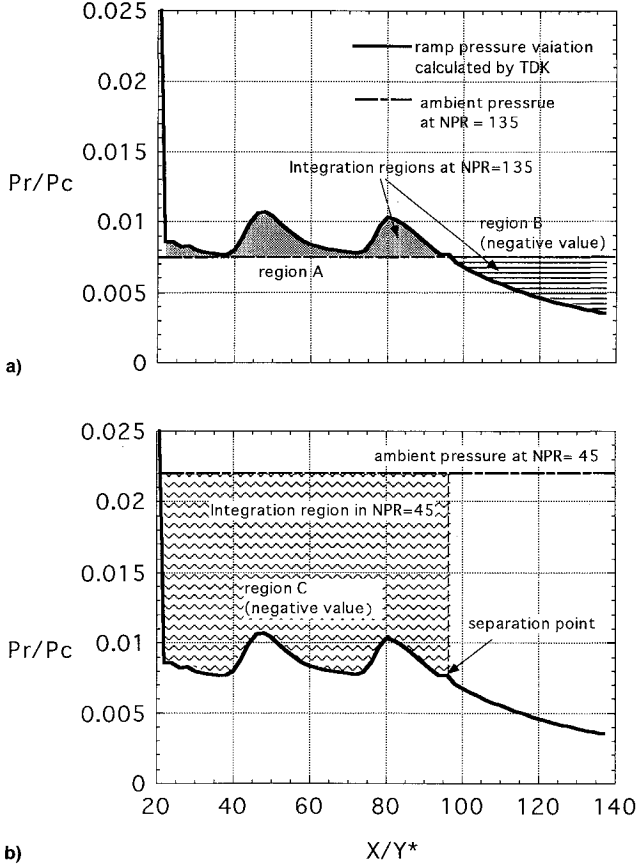 a)
0.025
0.02
0.015
Pr/Pc
0.01
0.005
0
ramp pressure vaiation
calculated by TDK
ambient pressrue
at NPR = 135
Integration regions at NPR=135
region B
(negative value)
region A
b)
0.025
0.02
0.015
0.01
Pr/Pc
0.005
0
ambient pressure at NPR= 45
Integration region in NPR=45
region C
(negative value)
separation point
20
40
60
80
100
120
140
X/Y*